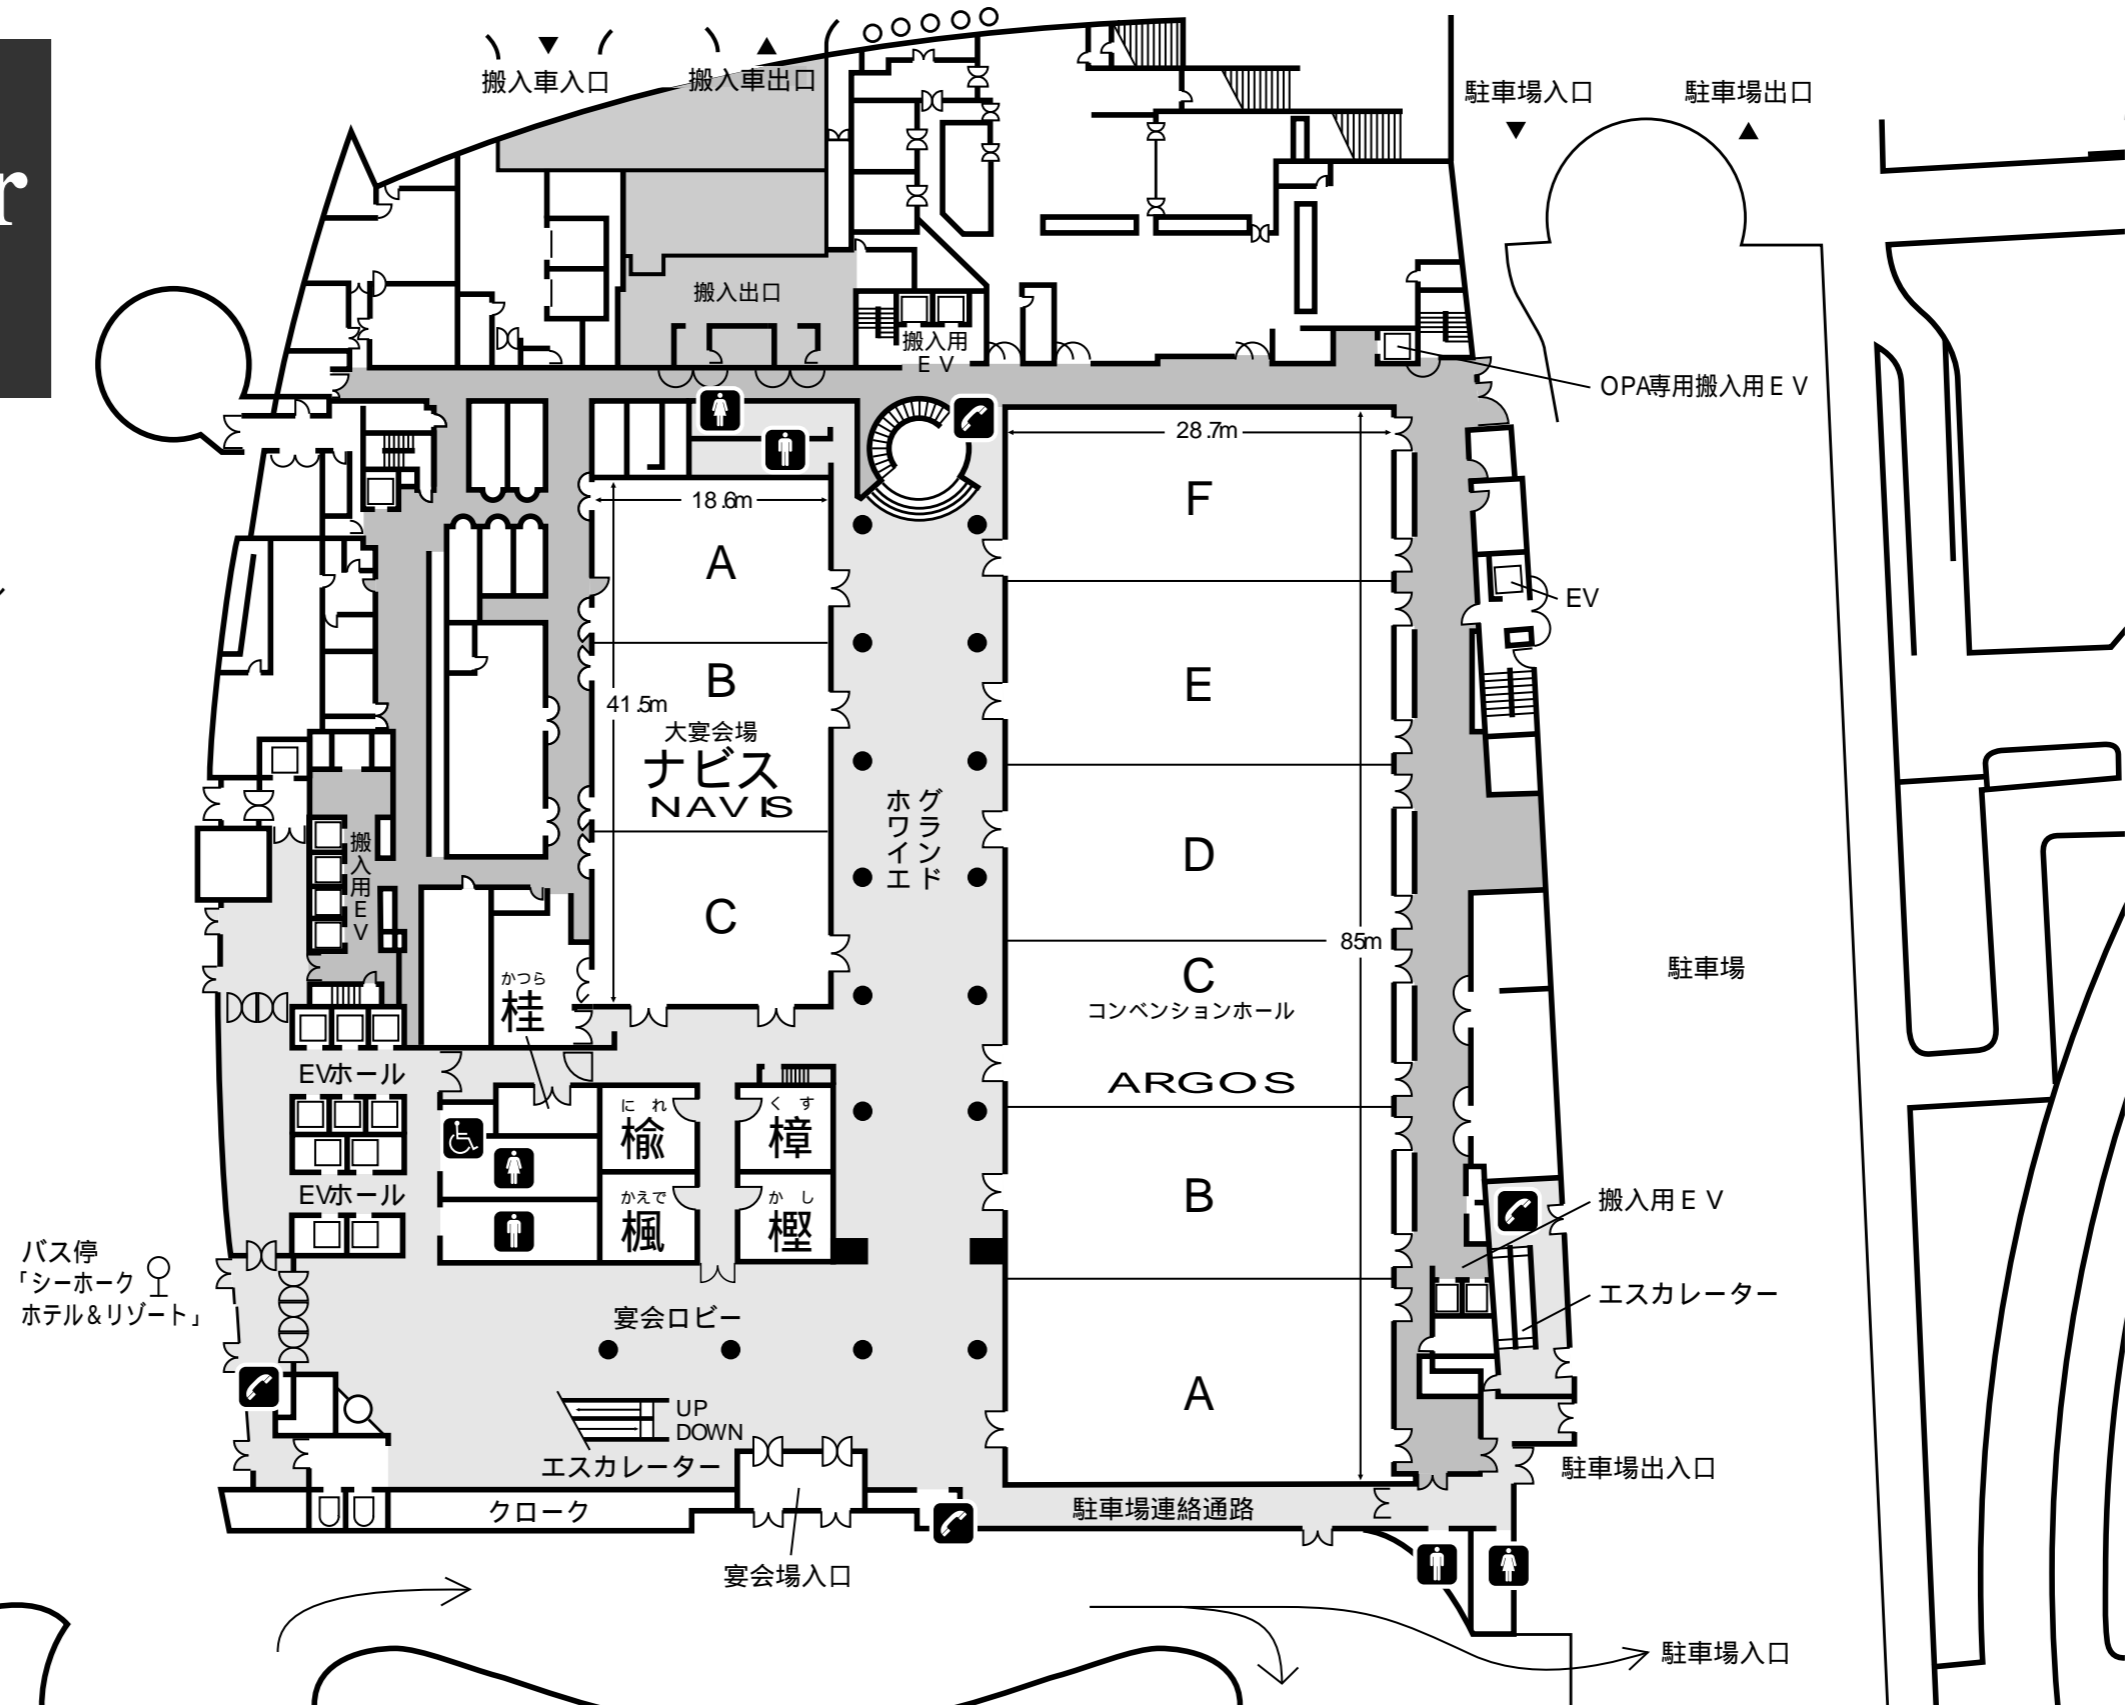 r
搬入車入口
搬入車出口
駐車場入口
駐車場出口
搬入出口
搬入用
EV
OPA専用搬入用EV
28.7m
18.6m
F
A
EV
B
41.5m
E
大宴会場
ナビス
NAVIS
グランド
ホワイエ
搬入用EV
D
C
85m
駐車場
C
コンベンションホール
ARGOS
かつら
桂
EVホール
にれ
楡
くす
樟
EVホール
かえで
楓
かし
樫
B
搬入用EV
バス停
「シーホーク
ホテル&リゾート」
エスカレーター
宴会ロビー
A
UP
DOWN
エスカレーター
駐車場出入口
クローク
駐車場連絡通路
宴会場入口
駐車場入口